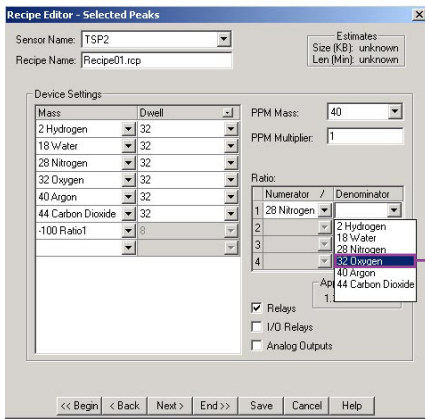 Recipe Editor - Selected Peaks
Sensor Name: TSP2
Recipe Name: Recipe01.rcp
Estimates
Size (KB): unknown
Len (Min): unknown
Device Settings
Mass Dwell
2 Hydrogen 32
18 Water 32
28 Nitrogen 32
32 Oxygen 32
40 Argon 32
44 Carbon Dioxide 32
-100 Ratio1 8
PPM Mass: 40
PPM Multiplier: 1
Ratio:
Numerator / Denominator
1 28 Nitrogen
2
3
4
2 Hydrogen
18 Water
28 Nitrogen
32 Oxygen
40 Argon
44 Carbon Dioxide
Relays
I/O Relays
Analog Outputs
<< Begin < Back Next > End >> Save Cancel Help